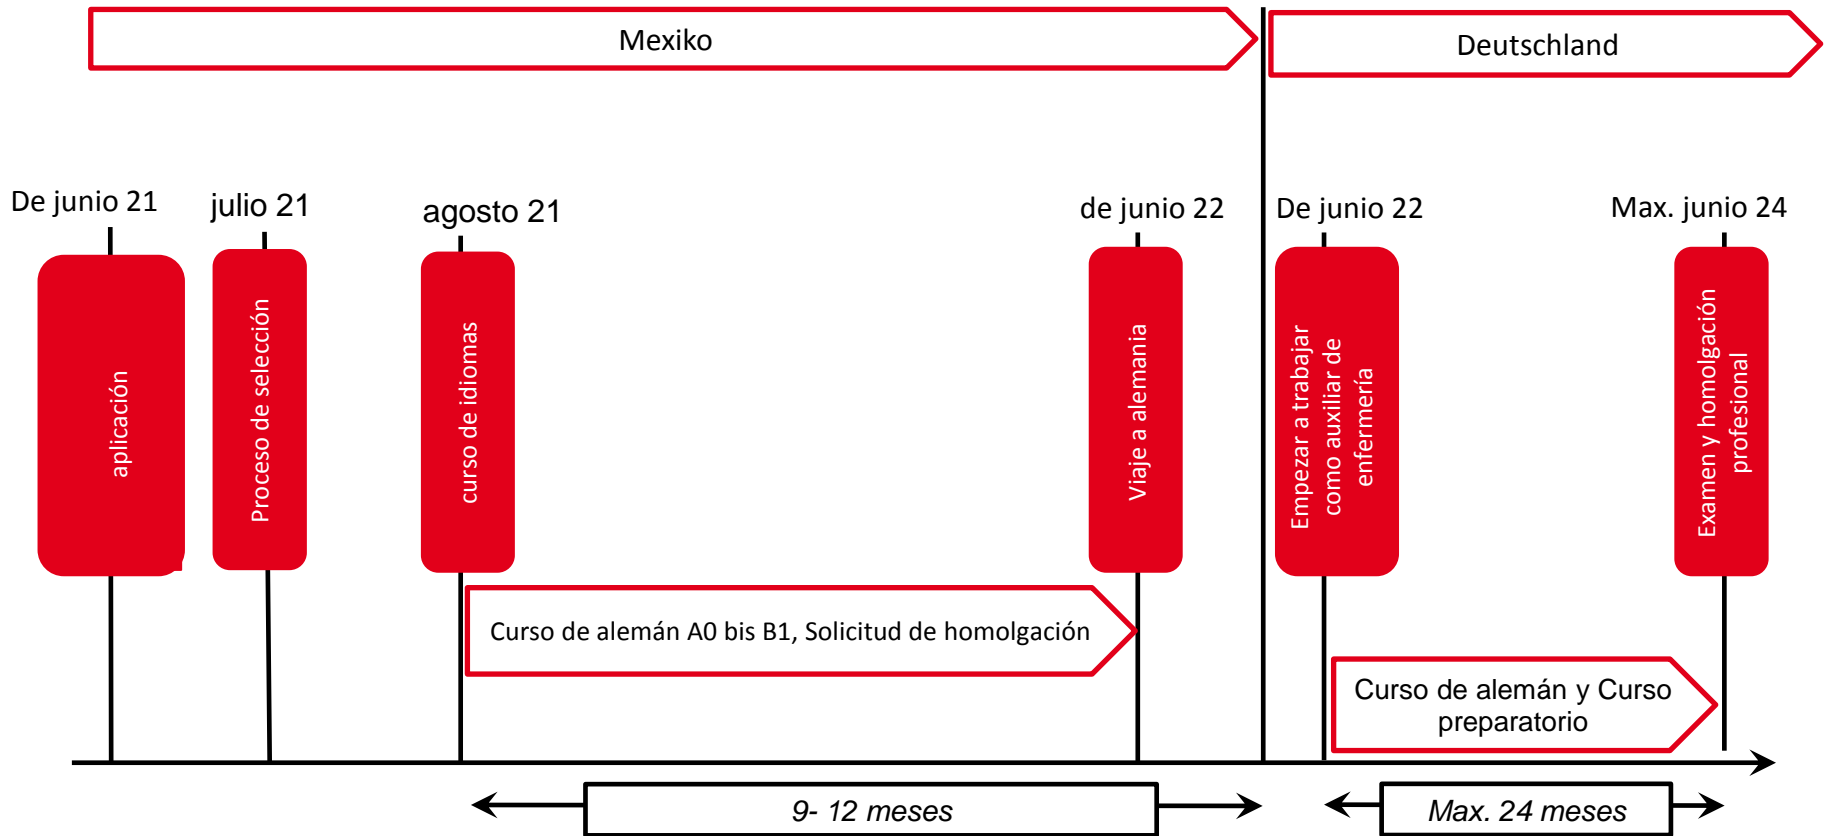 Mexiko
Deutschland
De junio 21
julio 21
agosto 21
de junio 22
De junio 22
Max. junio 24
aplicación
Proceso de selección
curso de idiomas
Viaje a alemania
Empezar a trabajar
como auxiliar de
enfermería
Examen y homolgación
profesional
Curso de alemán A0 bis B1, Solicitud de homolgación
Curso de alemán y Curso
preparatorio
9- 12 meses
Max. 24 meses